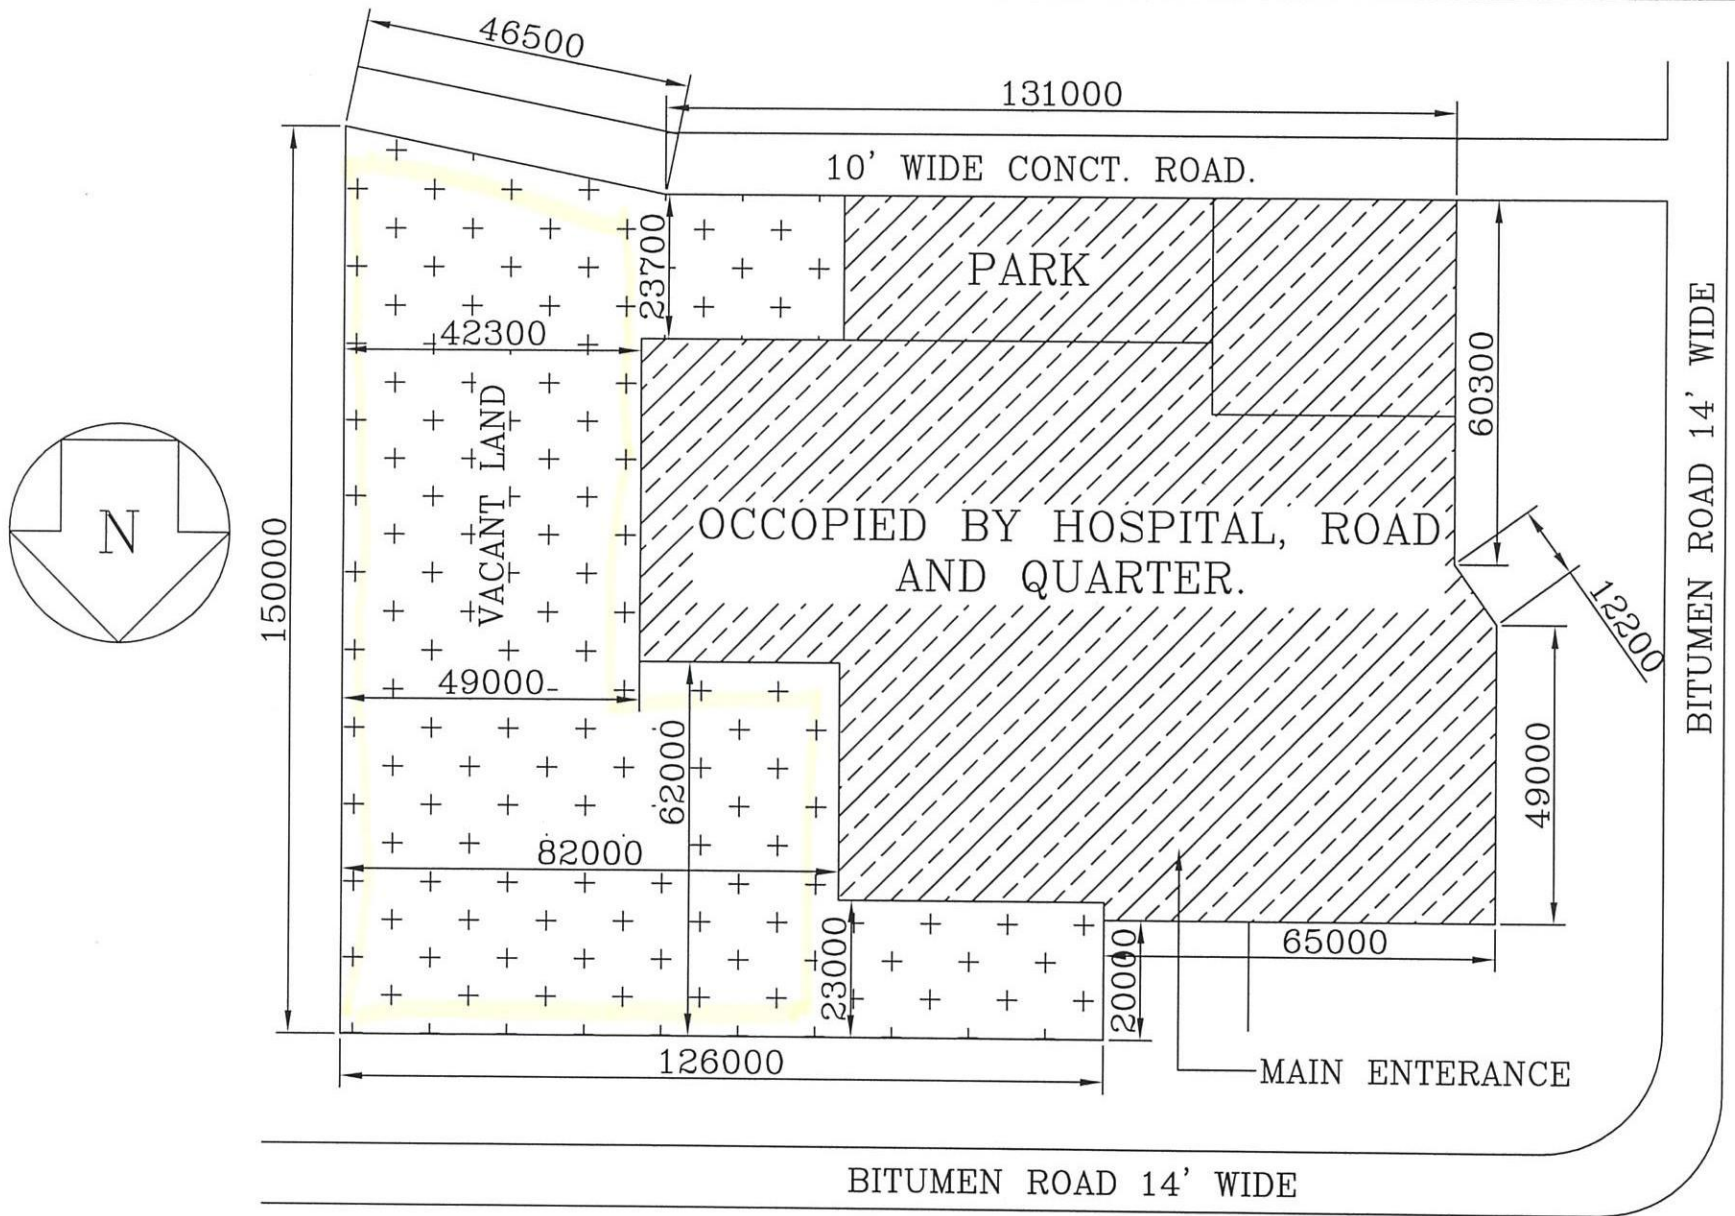 46500
131000
10' WIDE CONCT. ROAD.
23700
PARK
42300
60300
BITUMEN ROAD 14' WIDE
VACANT LAND
N
OCCOPIED BY HOSPITAL, ROAD
AND QUARTER.
150000
12200
49000
62000
49000
82000
23000
20000
65000
126000
MAIN ENTERANCE
BITUMEN ROAD 14' WIDE